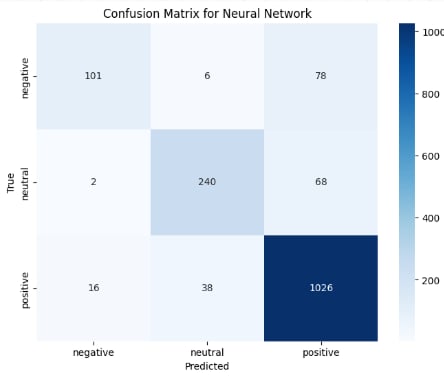 Confusion Matrix for Neural Network
1000
negative 101 6 78
800
600
True
neutral 2 240 68
400
positive 16 38 1026
200
negative neutral positive
Predicted